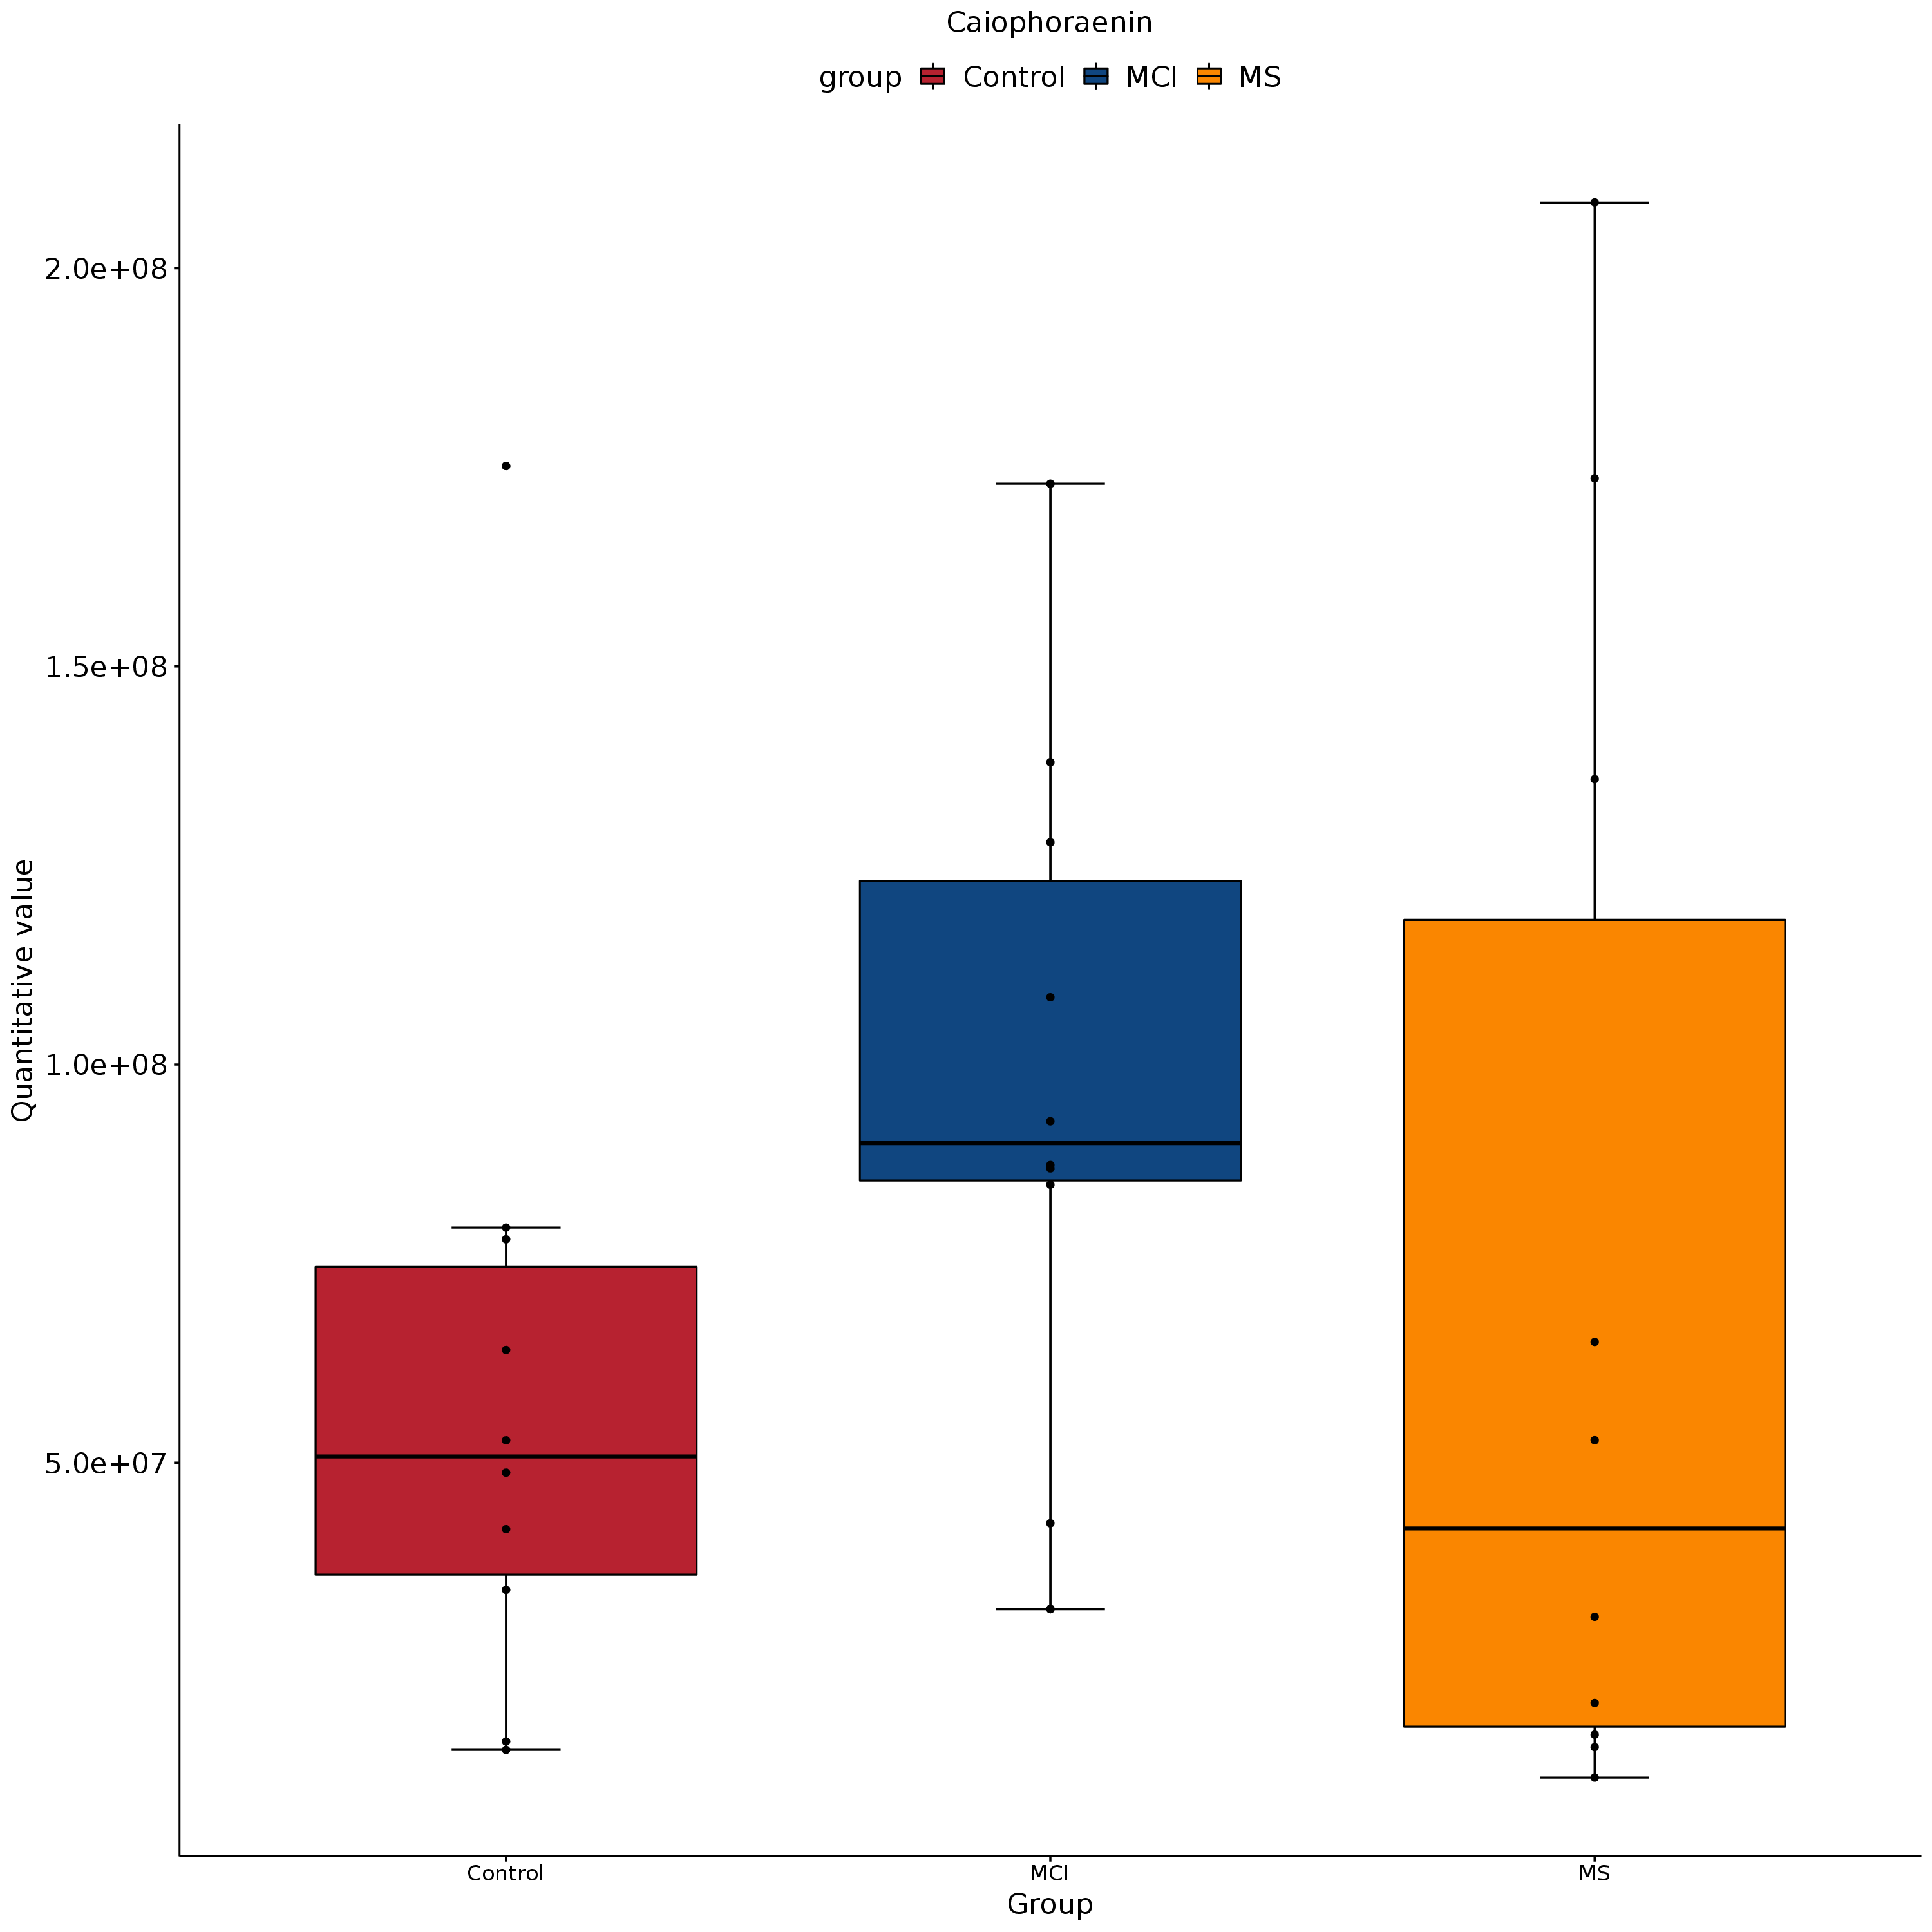 Caiophoraenin
group Control MCI MS
2.0e+08
1.5e+08
1.0e+08
5.0e+07
Quantitative value
Control MCI MS
Group